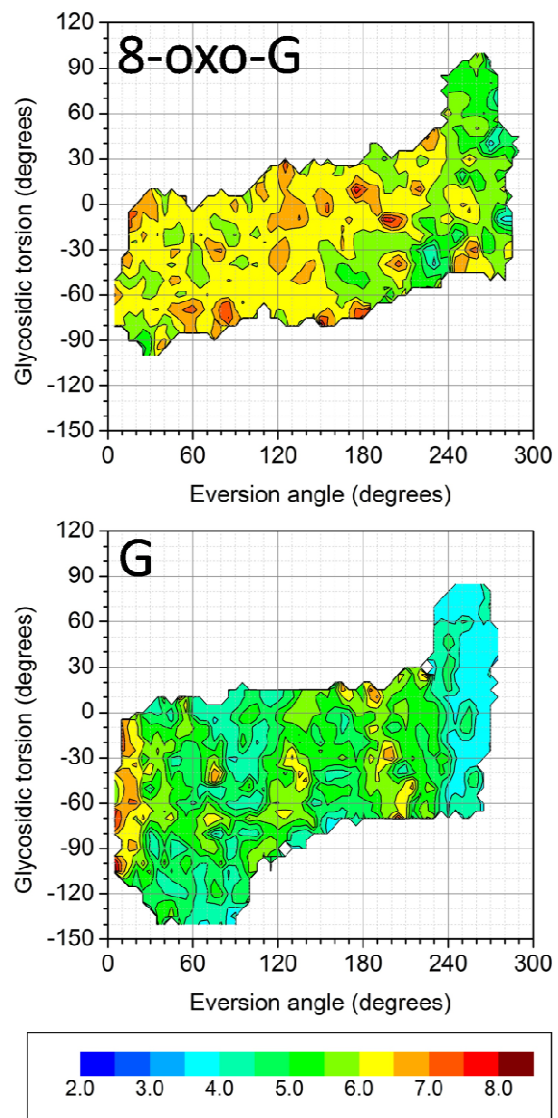 8-oxo-G
120
90
60
30
0
-30
-60
-90
-120
-150
Glycosidic torsion (degrees)
0 60 120 180 240 300
Eversion angle (degrees)
G
120
90
60
30
0
-30
-60
-90
-120
-150
Glycosidic torsion (degrees)
0 60 120 180 240 300
Eversion angle (degrees)
2.0 3.0 4.0 5.0 6.0 7.0 8.0